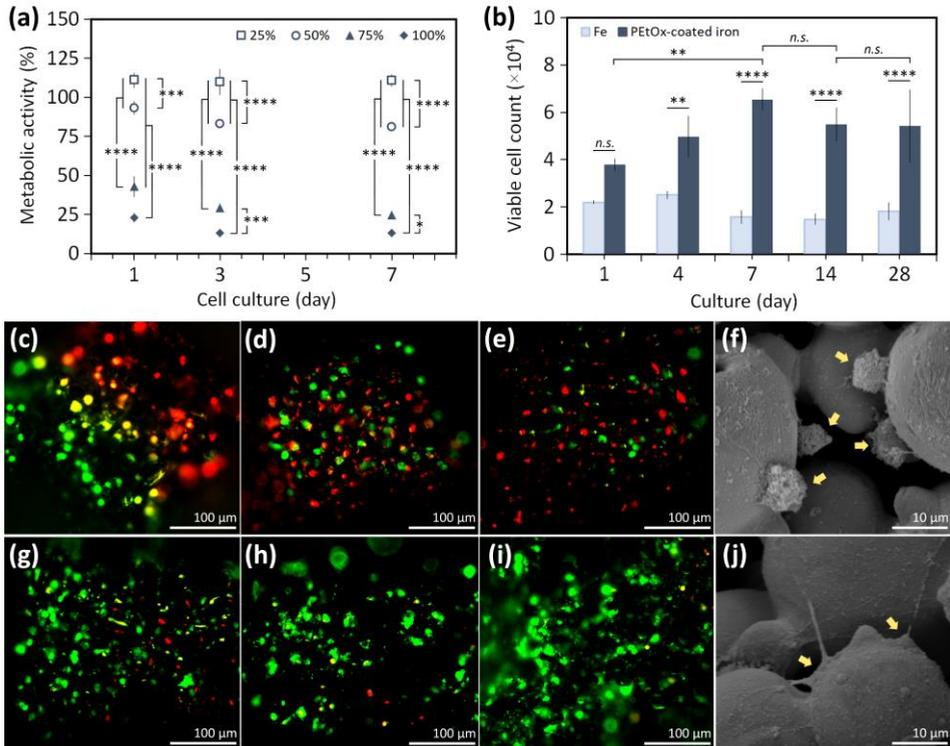 (a)
150
125
100
75
50
25
0
Metabolic activity (%)
25% 50% 75% 100%
*** **** ****
**** **** **** **** **** ****
*** *
1 3 5 7
Cell culture (day)
(b)
10
8
6
4
2
0
Viable cell count (×10⁴)
Fe PEtOx-coated iron
n.s.
** n.s.
**** **** ****
**
n.s.
1 4 7 14 28
Culture (day)
(c) (d) (e) (f)
100 µm 100 µm 100 µm 10 µm
(g) (h) (i) (j)
100 µm 100 µm 100 µm 10 µm